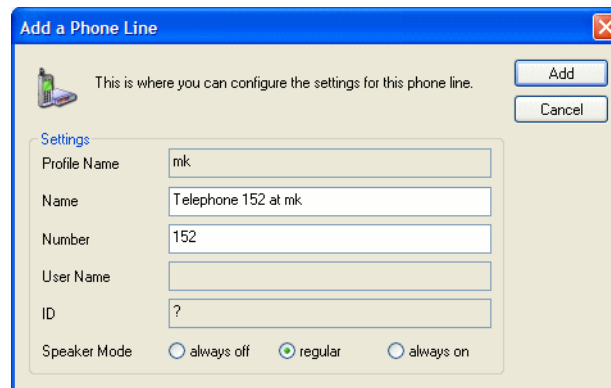 Add a Phone Line
This is where you can configure the settings for this phone line.
Add
Cancel
Settings
Profile Name mk
Name Telephone 152 at mk
Number 152
User Name
ID ?
Speaker Mode always off regular always on